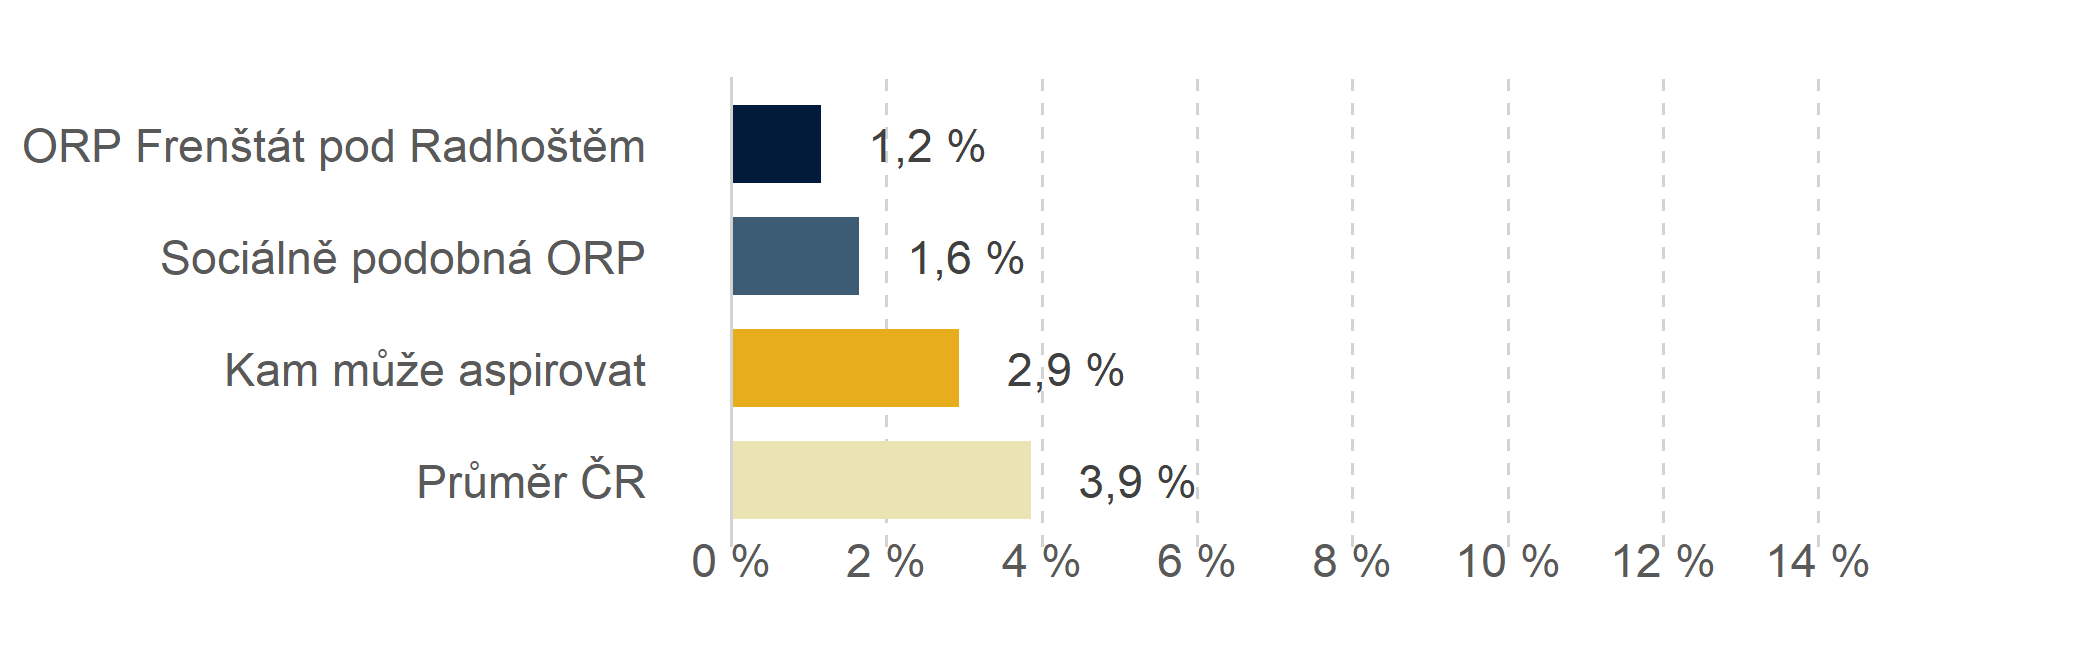 ORP Frenštát pod Radhoštěm 1,2 %
Sociálně podobná ORP 1,6 %
Kam může aspirovat 2,9 %
Průměr ČR 3,9 %
0 % 2 % 4 % 6 % 8 % 10 % 12 % 14 %